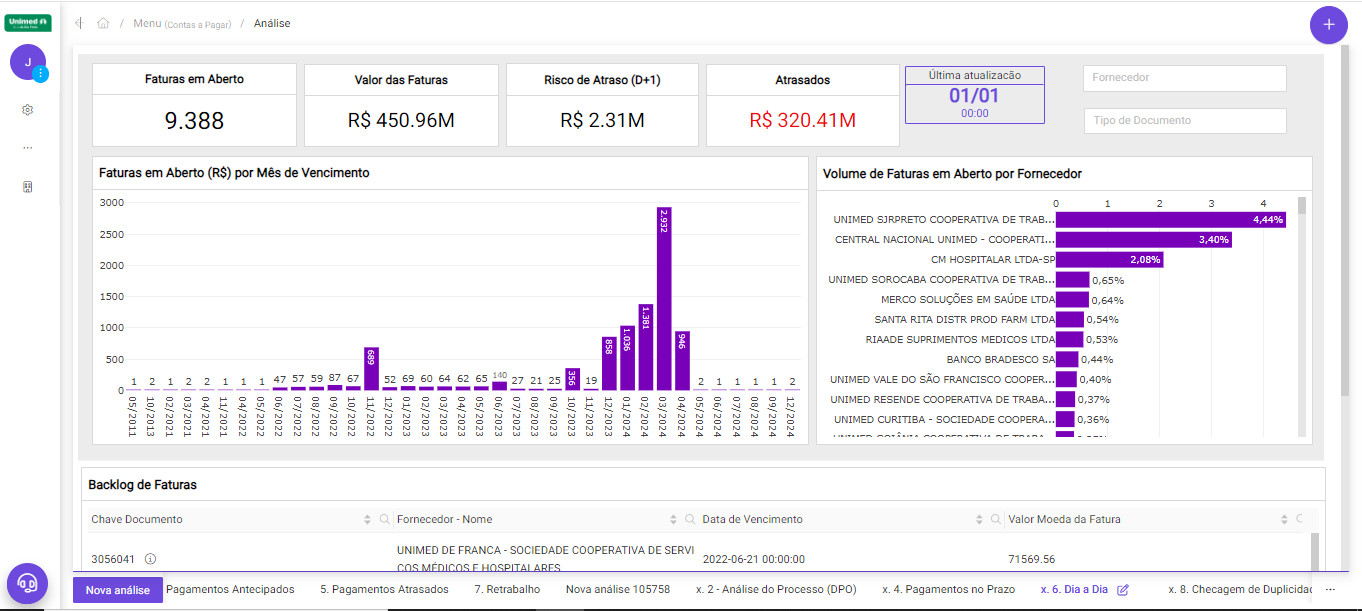 Unimed
Menu (Contas a Pagar) / Análise
J
Faturas em Aberto
9.388
Valor das Faturas
R$ 450.96M
Risco de Atraso (D+1)
R$ 2.31M
Atrasados
R$ 320.41M
Última atualização
01/01
00:00
Fornecedor
Tipo de Documento
Faturas em Aberto (R$) por Mês de Vencimento
3000
2500
2000
1500
1000
500
0
1 2 1 2 2 1 1 1 47 57 59 87 67 689 52 69 60 64 62 65 140 27 21 25 356 19 858 1.036 1.381 2.932 946 2 1 1 1 1 2
05/2011 10/2013 02/2021 03/2021 04/2021 11/2021 04/2022 05/2022 06/2022 07/2022 08/2022 09/2022 10/2022 11/2022 12/2022 01/2023 02/2023 03/2023 04/2023 05/2023 06/2023 07/2023 08/2023 09/2023 10/2023 11/2023 12/2023 01/2024 02/2024 03/2024 04/2024 05/2024 06/2024 07/2024 08/2024 09/2024 12/2024
Volume de Faturas em Aberto por Fornecedor
0 1 2 3 4
UNIMED SJRPRETO COOPERATIVA DE TRAB... 4,44%
CENTRAL NACIONAL UNIMED - COOPERATI... 3,40%
CM HOSPITALAR LTDA-SP 2,08%
UNIMED SOROCABA COOPERATIVA DE TRAB... 0,65%
MERCO SOLUÇÕES EM SAÚDE LTDA 0,64%
SANTA RITA DISTR PROD FARM LTDA 0,54%
RIAADE SUPRIMENTOS MEDICOS LTDA 0,53%
BANCO BRADESCO SA 0,44%
UNIMED VALE DO SÃO FRANCISCO COOPER... 0,40%
UNIMED RESENDE COOPERATIVA DE TRABA... 0,37%
UNIMED CURITIBA - SOCIEDADE COOPERA... 0,36%
UNIMED GOIÂNIA COOPERATIVA DE TRABA...
Backlog de Faturas
Chave Documento Fornecedor - Nome Data de Vencimento Valor Moeda da Fatura
3056041 UNIMED DE FRANCA - SOCIEDADE COOPERATIVA DE SERVI
COS MÉDICOS E HOSPITALARES 2022-06-21 00:00:00 71569.56
Nova análise Pagamentos Antecipados 5. Pagamentos Atrasados 7. Retrabalho Nova análise 105758 x. 2 - Análise do Processo (DPO) x. 4. Pagamentos no Prazo x. 6. Dia a Dia x. 8. Checagem de Duplicidad ...